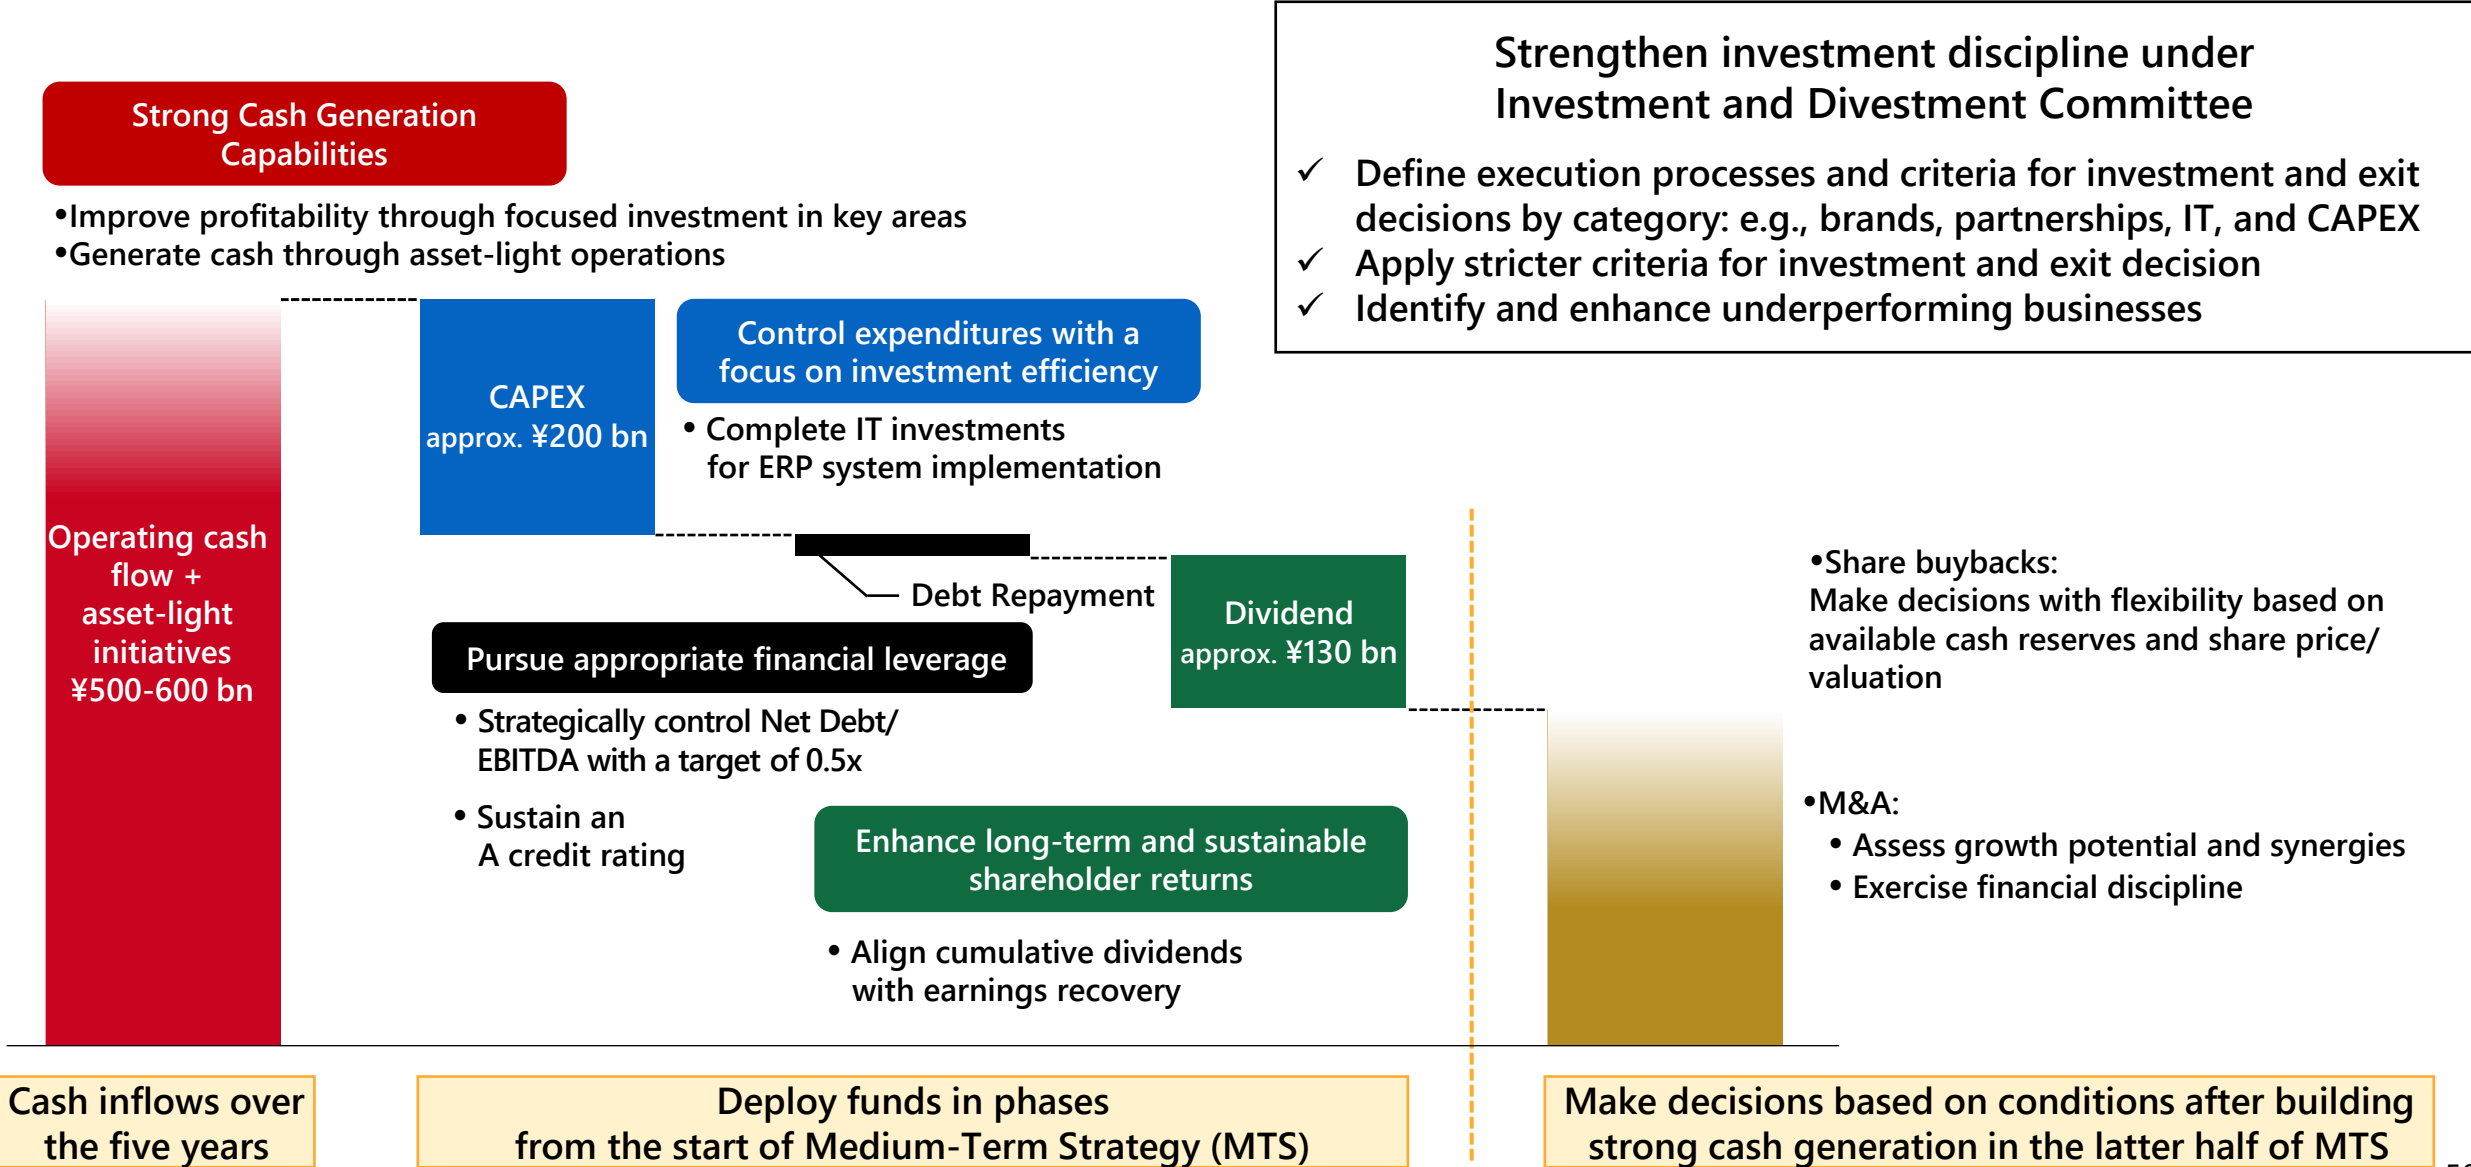 Strengthen investment discipline under
Investment and Divestment Committee
✓ Define execution processes and criteria for investment and exit
decisions by category: e.g., brands, partnerships, IT, and CAPEX
✓ Apply stricter criteria for investment and exit decision
✓ Identify and enhance underperforming businesses
Strong Cash Generation
Capabilities
•Improve profitability through focused investment in key areas
•Generate cash through asset-light operations
Operating cash
flow +
asset-light
initiatives
¥500-600 bn
CAPEX
approx. ¥200 bn
Control expenditures with a
focus on investment efficiency
• Complete IT investments
for ERP system implementation
Debt Repayment
Pursue appropriate financial leverage
• Strategically control Net Debt/
EBITDA with a target of 0.5x
• Sustain an
A credit rating
Dividend
approx. ¥130 bn
Enhance long-term and sustainable
shareholder returns
• Align cumulative dividends
with earnings recovery
•Share buybacks:
Make decisions with flexibility based on
available cash reserves and share price/
valuation
•M&A:
• Assess growth potential and synergies
• Exercise financial discipline
Cash inflows over
the five years
Deploy funds in phases
from the start of Medium-Term Strategy (MTS)
Make decisions based on conditions after building
strong cash generation in the latter half of MTS